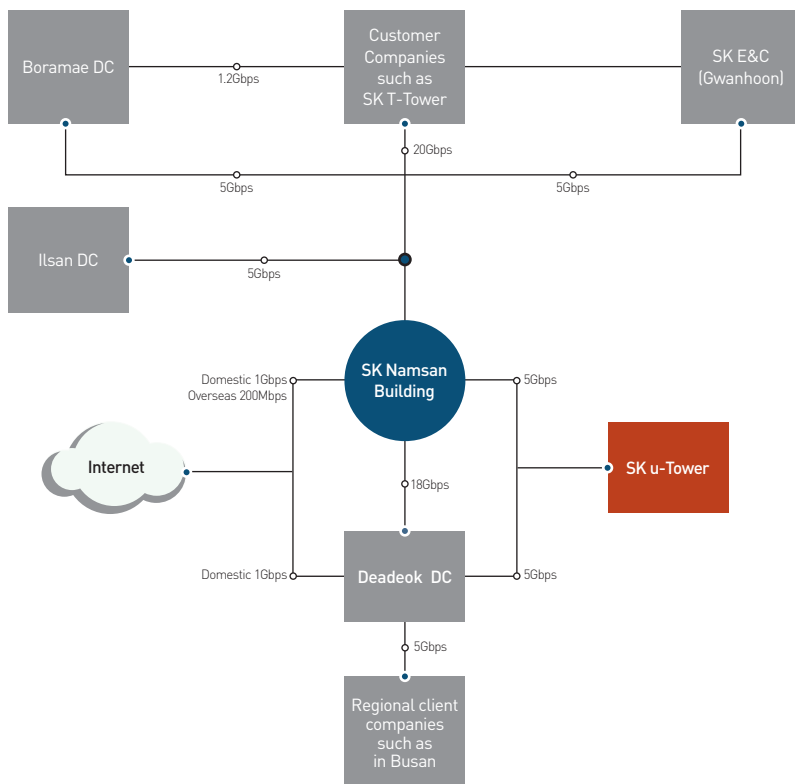 Boramae DC
1.2Gbps
Customer
Companies
such as
SK T-Tower
SK E&C
(Gwanhoon)
20Gbps
5Gbps
5Gbps
Ilsan DC
5Gbps
SK Namsan
Building
Domestic 1Gbps
Overseas 200Mbps
5Gbps
Internet
SK u-Tower
18Gbps
Deadeok DC
Domestic 1Gbps
5Gbps
5Gbps
Regional client
companies
such as
in Busan